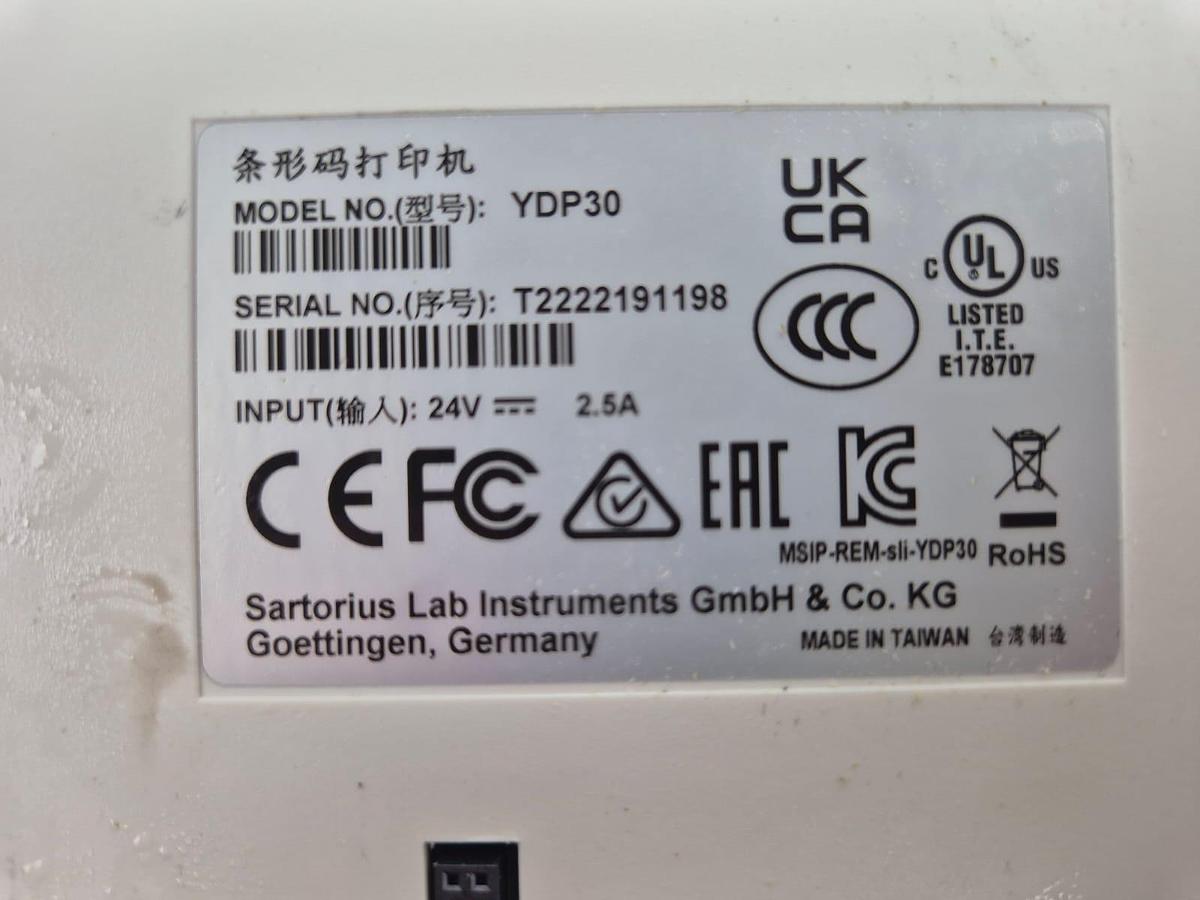 条形码打印机
MODEL NO.(型号): YDP30
SERIAL NO.(序号): T2222191198
INPUT(输入): 24V 2.5A
UK
CA
C UL US
LISTED
I.T.E.
E178707
CCC
CE FC EAC KC
MSIP-REM-sli-YDP30 RoHS
Sartorius Lab Instruments GmbH & Co. KG
Goettingen, Germany
MADE IN TAIWAN 台湾制造